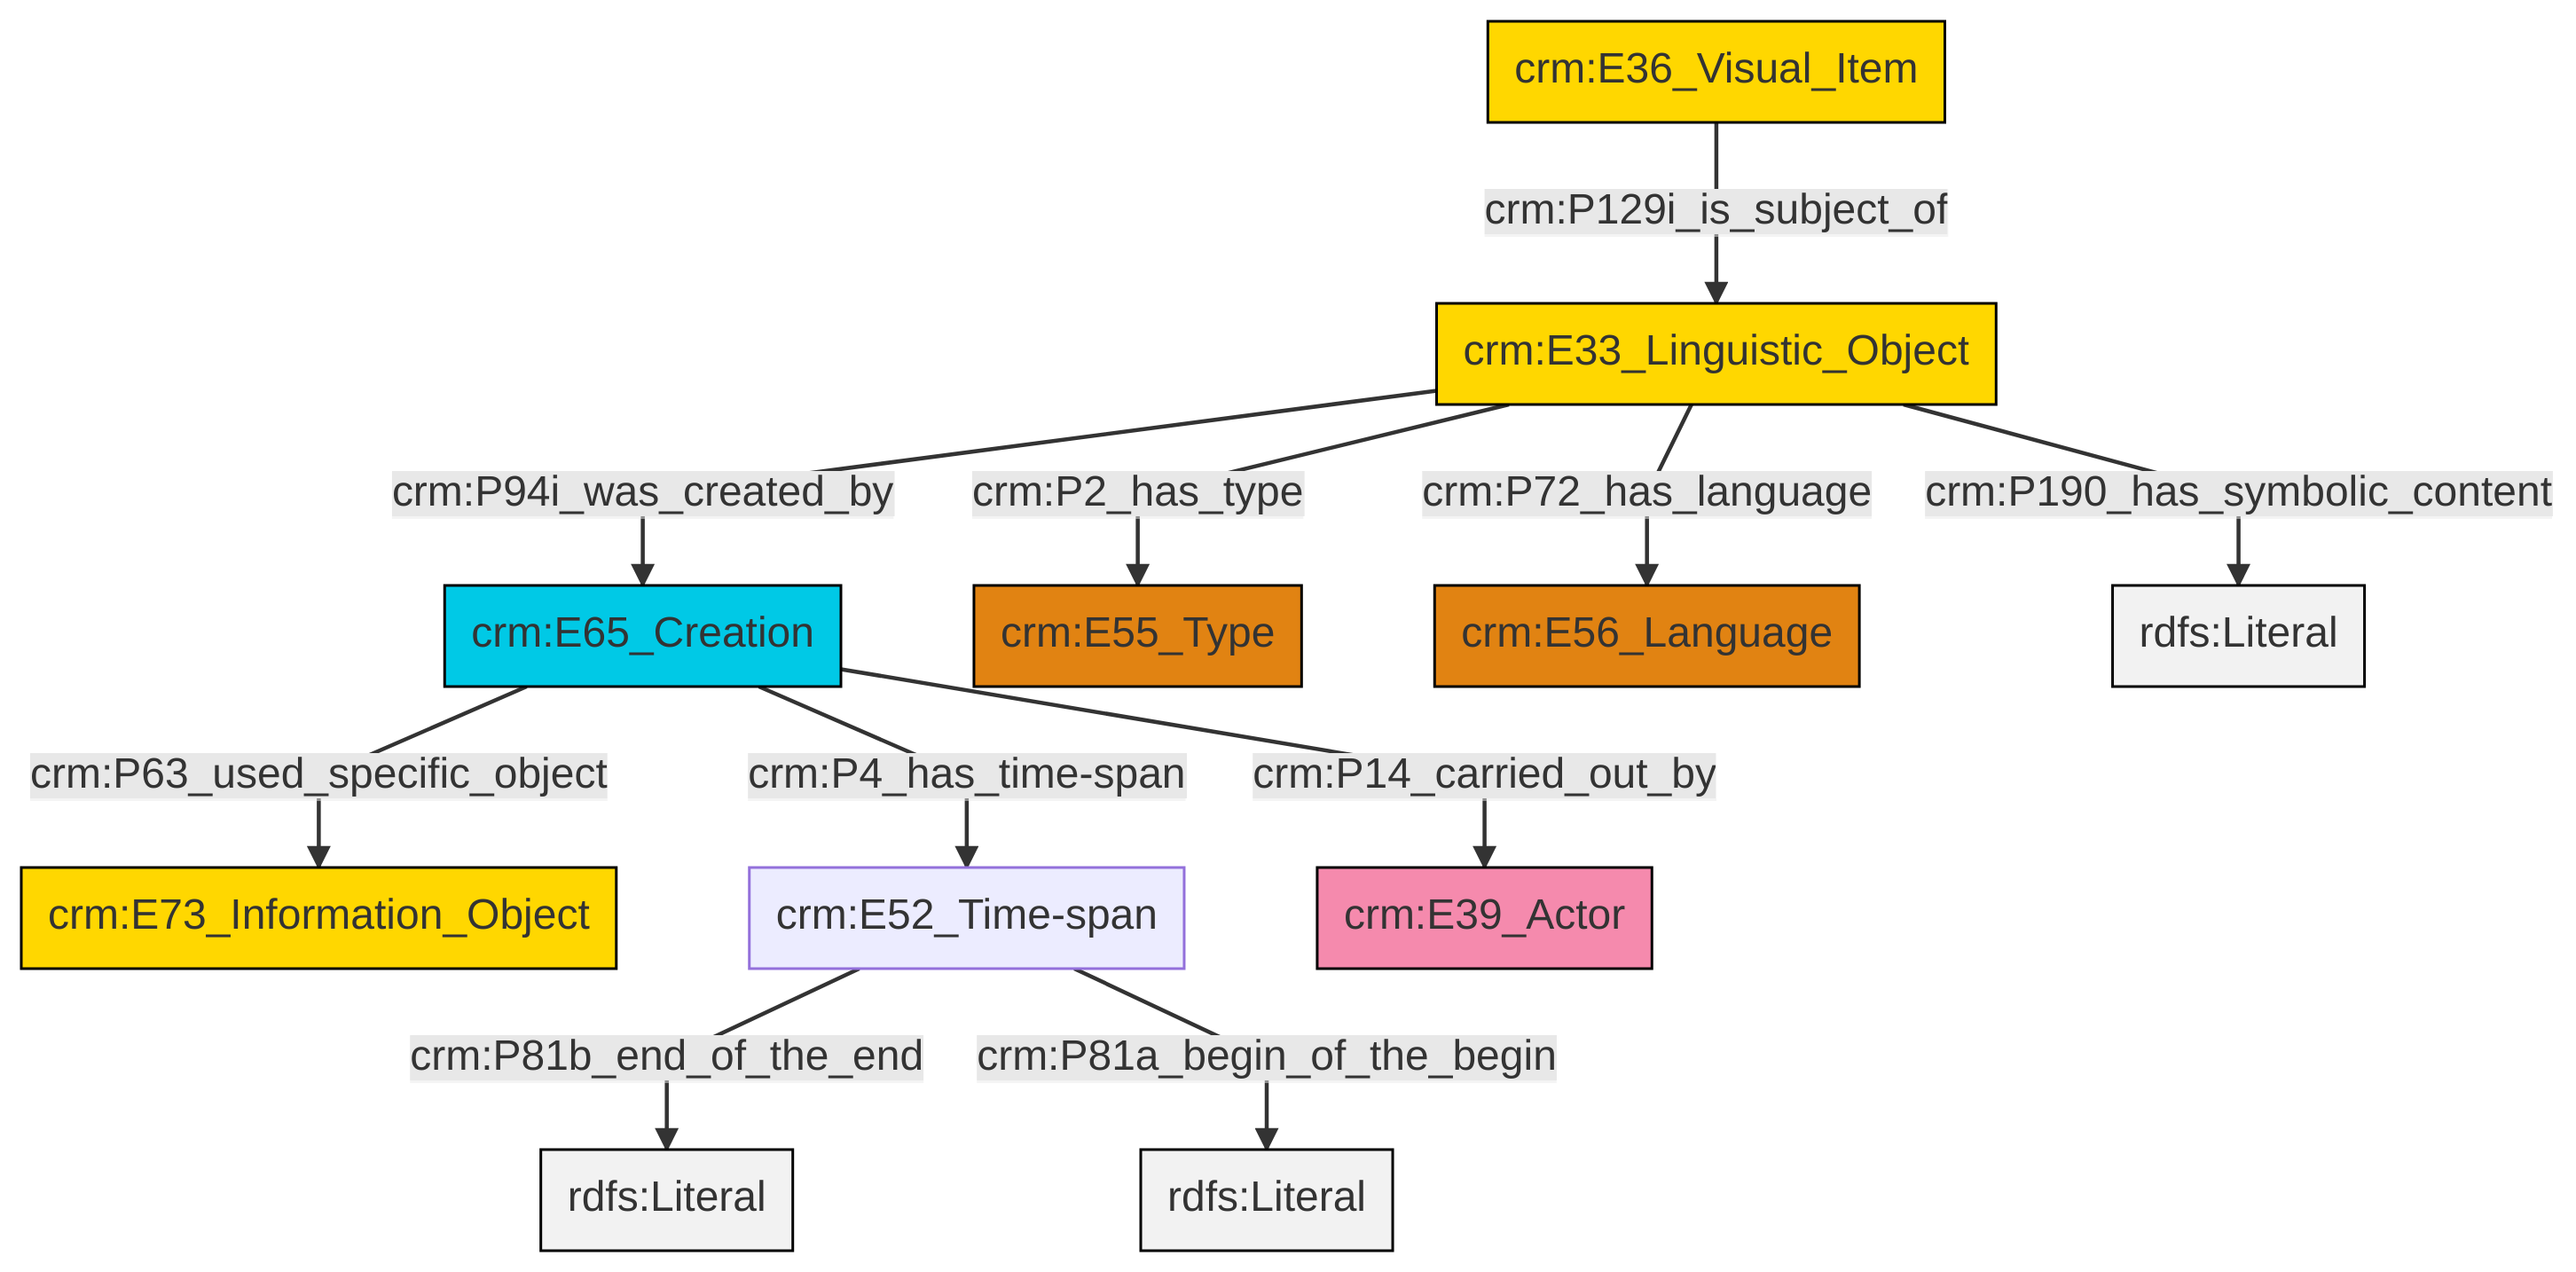 crm:E36_Visual_Item
crm:P129i_is_subject_of
crm:E33_Linguistic_Object
crm:P94i_was_created_by
crm:P2_has_type
crm:P72_has_language
crm:P190_has_symbolic_content
crm:E65_Creation
crm:E55_Type
crm:E56_Language
rdfs:Literal
crm:P63_used_specific_object
crm:P4_has_time-span
crm:P14_carried_out_by
crm:E73_Information_Object
crm:E52_Time-span
crm:E39_Actor
crm:P81b_end_of_the_end
crm:P81a_begin_of_the_begin
rdfs:Literal
rdfs:Literal